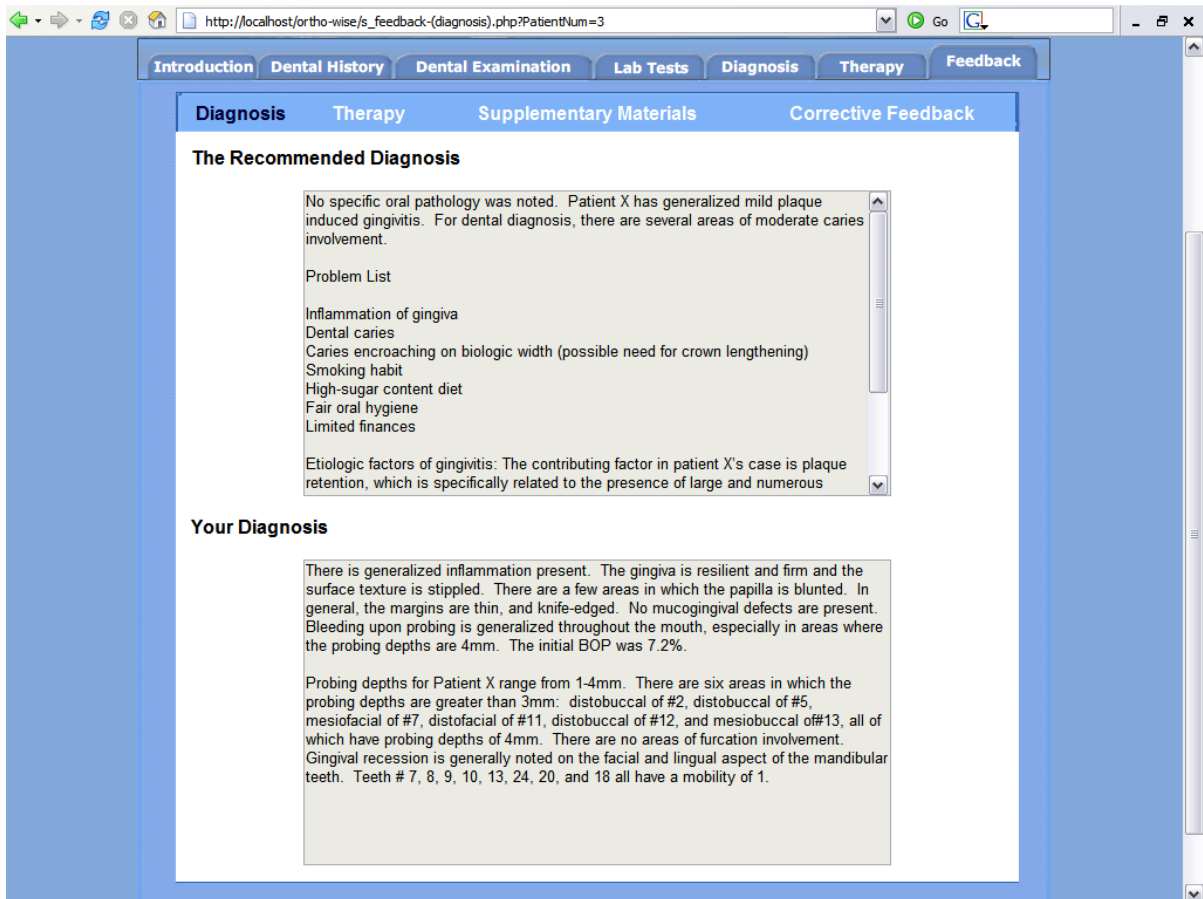 http://localhost/ortho-wise/s_feedback-(diagnosis).php?PatientNum=3
Go
G
Introduction Dental History Dental Examination Lab Tests Diagnosis Therapy Feedback
Diagnosis Therapy Supplementary Materials Corrective Feedback
The Recommended Diagnosis
No specific oral pathology was noted. Patient X has generalized mild plaque
induced gingivitis. For dental diagnosis, there are several areas of moderate caries
involvement.
Problem List
Inflammation of gingiva
Dental caries
Caries encroaching on biologic width (possible need for crown lengthening)
Smoking habit
High-sugar content diet
Fair oral hygiene
Limited finances
Etiologic factors of gingivitis: The contributing factor in patient X's case is plaque
retention, which is specifically related to the presence of large and numerous
Your Diagnosis
There is generalized inflammation present. The gingiva is resilient and firm and the
surface texture is stippled. There are a few areas in which the papilla is blunted. In
general, the margins are thin, and knife-edged. No mucogingival defects are present.
Bleeding upon probing is generalized throughout the mouth, especially in areas where
the probing depths are 4mm. The initial BOP was 7.2%.
Probing depths for Patient X range from 1-4mm. There are six areas in which the
probing depths are greater than 3mm: distobuccal of #2, distobuccal of #5,
mesiofacial of #7, distofacial of #11, distobuccal of #12, and mesiobuccal of#13, all of
which have probing depths of 4mm. There are no areas of furcation involvement.
Gingival recession is generally noted on the facial and lingual aspect of the mandibular
teeth. Teeth # 7, 8, 9, 10, 13, 24, 20, and 18 all have a mobility of 1.